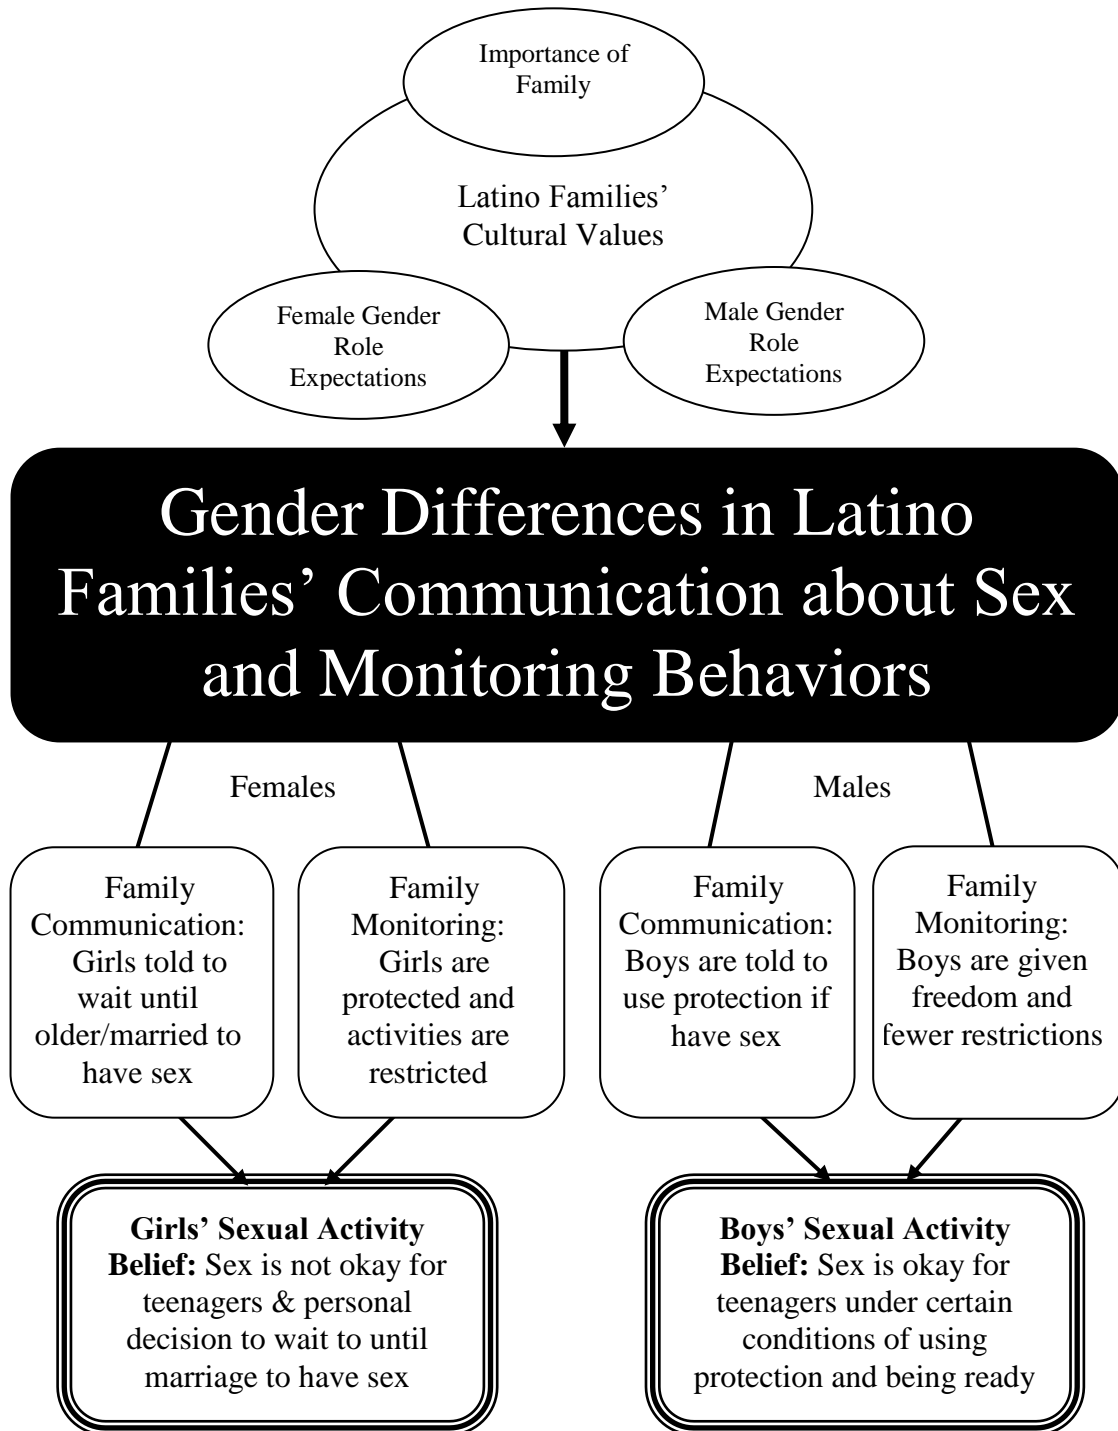 Importance of
Family
Latino Families’
Cultural Values
Female Gender
Role
Expectations
Male Gender
Role
Expectations
Gender Differences in Latino
Families’ Communication about Sex
and Monitoring Behaviors
Females
Males
Family
Communication:
Girls told to
wait until
older/married to
have sex
Family
Monitoring:
Girls are
protected and
activities are
restricted
Family
Communication:
Boys are told to
use protection if
have sex
Family
Monitoring:
Boys are given
freedom and
fewer restrictions
Girls’ Sexual Activity
Belief: Sex is not okay for
teenagers & personal
decision to wait to until
marriage to have sex
Boys’ Sexual Activity
Belief: Sex is okay for
teenagers under certain
conditions of using
protection and being ready